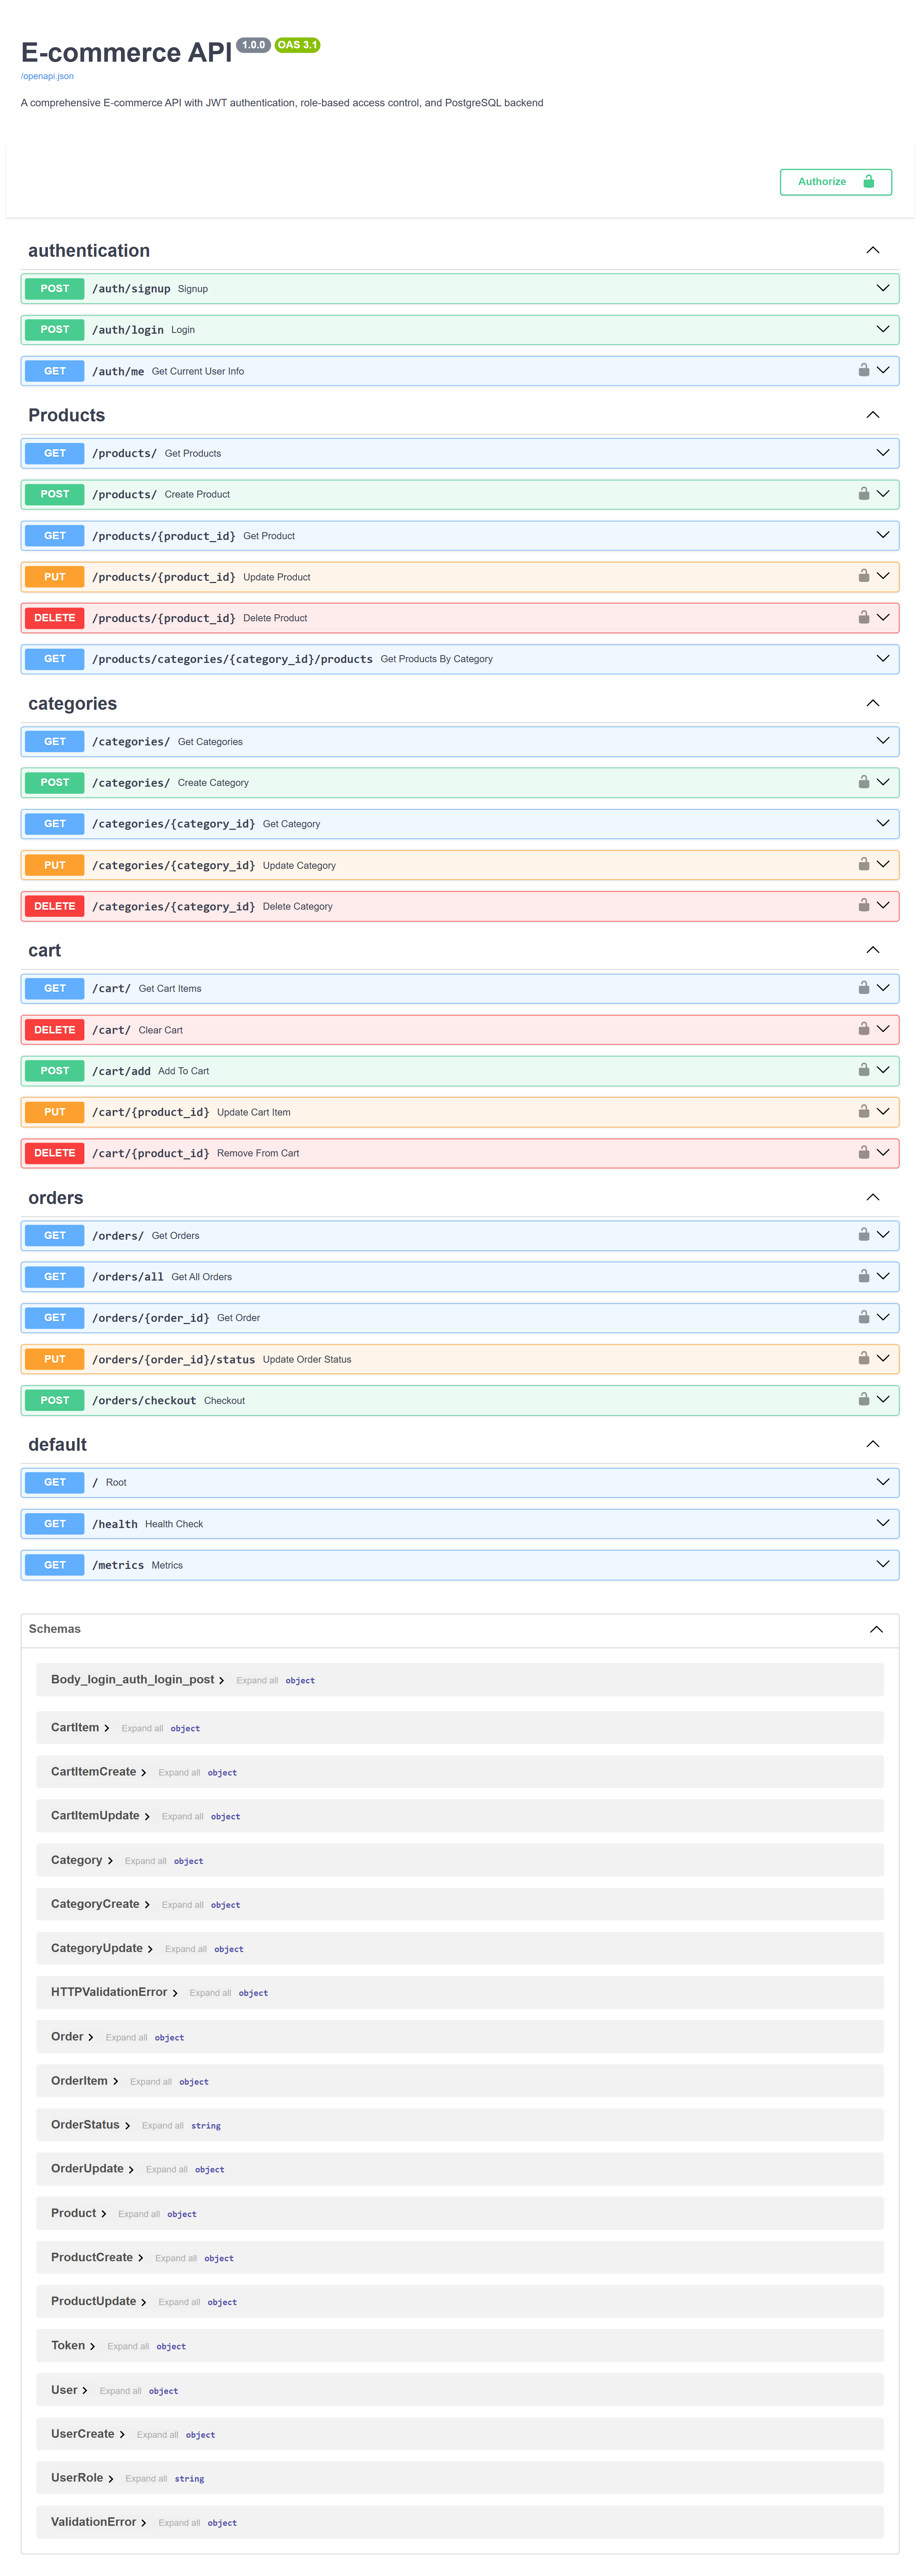 E-commerce API 1.0.0 OAS 3.1
/openapi.json
A comprehensive E-commerce API with JWT authentication, role-based access control, and PostgreSQL backend
Authorize
authentication
POST /auth/signup Signup
POST /auth/login Login
GET /auth/me Get Current User Info
Products
GET /products/ Get Products
POST /products/ Create Product
GET /products/{product_id} Get Product
PUT /products/{product_id} Update Product
DELETE /products/{product_id} Delete Product
GET /products/categories/{category_id}/products Get Products By Category
categories
GET /categories/ Get Categories
POST /categories/ Create Category
GET /categories/{category_id} Get Category
PUT /categories/{category_id} Update Category
DELETE /categories/{category_id} Delete Category
cart
GET /cart/ Get Cart Items
DELETE /cart/ Clear Cart
POST /cart/add Add To Cart
PUT /cart/{product_id} Update Cart Item
DELETE /cart/{product_id} Remove From Cart
orders
GET /orders/ Get Orders
GET /orders/all Get All Orders
GET /orders/{order_id} Get Order
PUT /orders/{order_id}/status Update Order Status
POST /orders/checkout Checkout
default
GET / Root
GET /health Health Check
GET /metrics Metrics
Schemas
Body_login_auth_login_post Expand all object
CartItem Expand all object
CartItemCreate Expand all object
CartItemUpdate Expand all object
Category Expand all object
CategoryCreate Expand all object
CategoryUpdate Expand all object
HTTPValidationError Expand all object
Order Expand all object
OrderItem Expand all object
OrderStatus Expand all string
OrderUpdate Expand all object
Product Expand all object
ProductCreate Expand all object
ProductUpdate Expand all object
Token Expand all object
User Expand all object
UserCreate Expand all object
UserRole Expand all string
ValidationError Expand all object